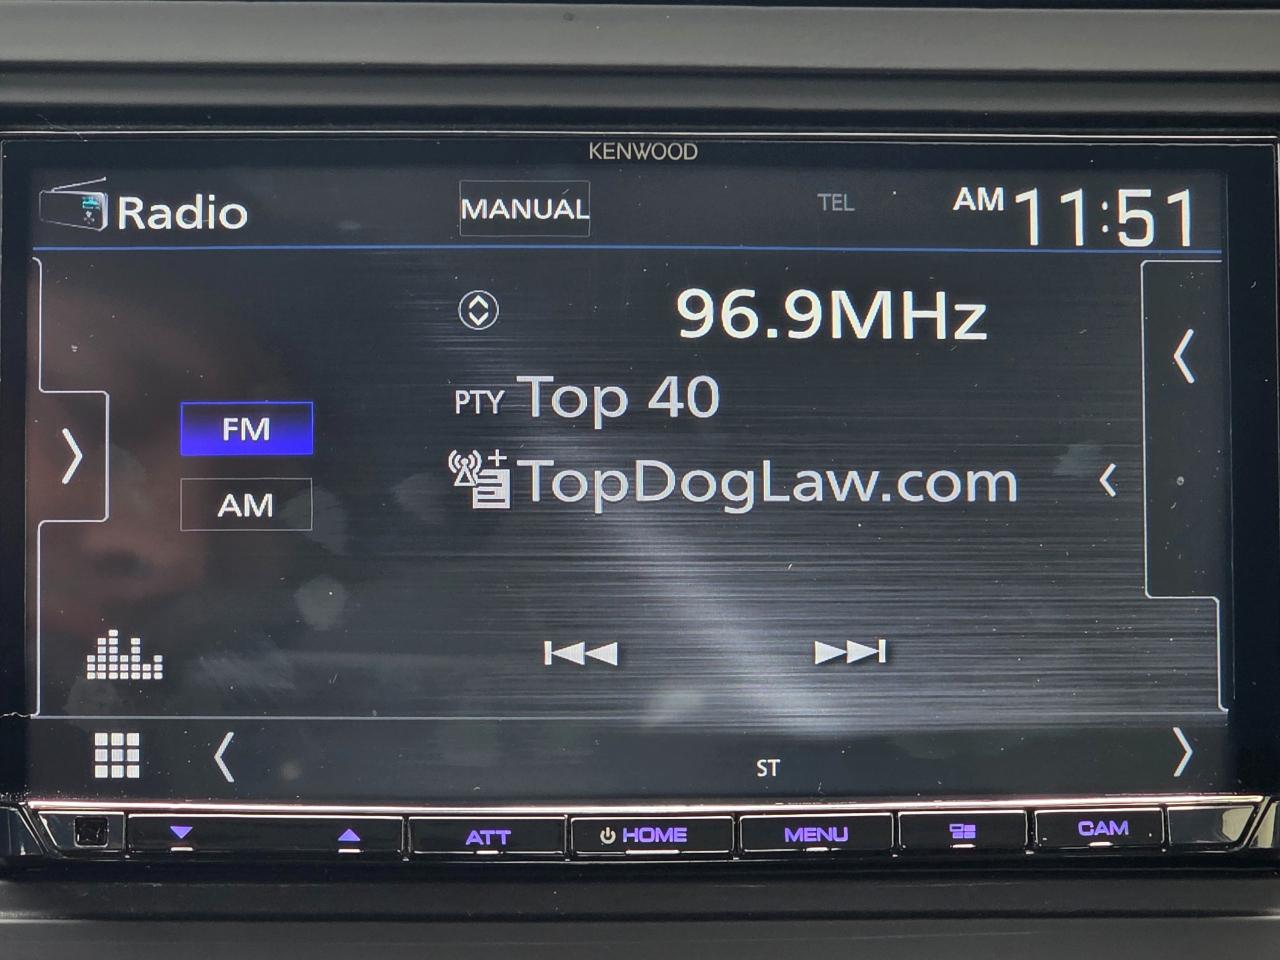 KENWOOD
Radio MANUAL TEL AM 11:51
96.9MHz
PTY Top 40
FM
TopDogLaw.com
AM
ST
ATT HOME MENU CAM